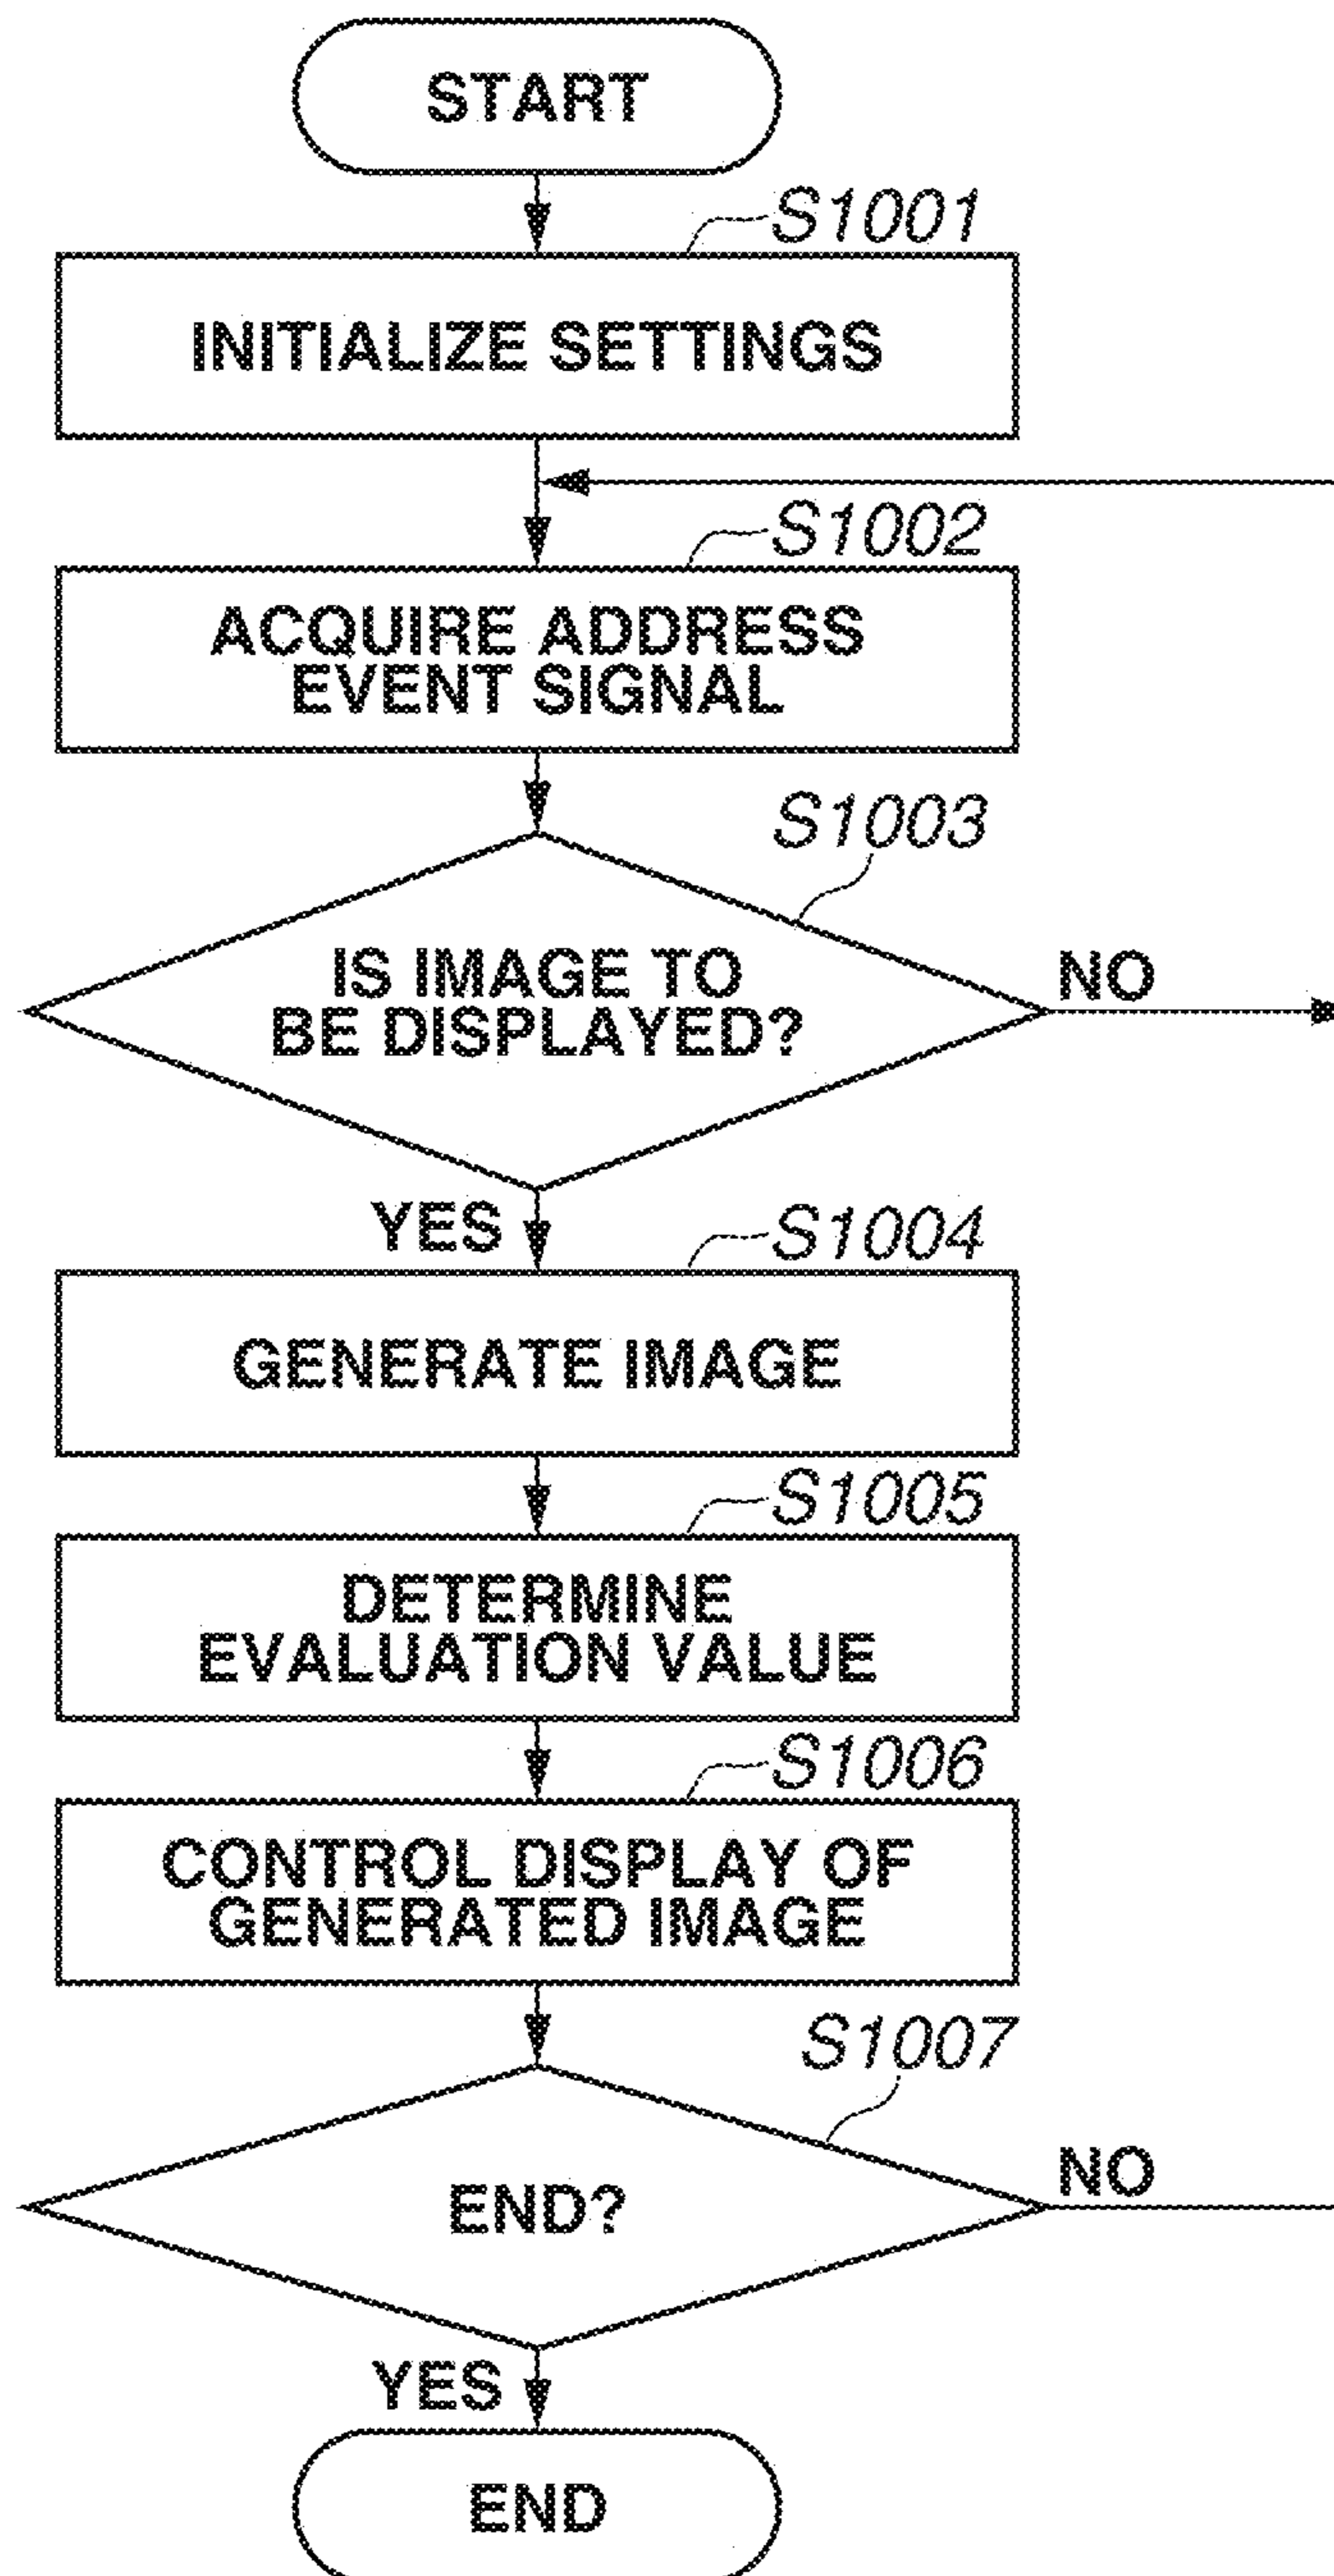 START
S1001
INITIALIZE SETTINGS
S1002
ACQUIRE ADDRESS
EVENT SIGNAL
S1003
IS IMAGE TO
BE DISPLAYED?
NO
YES
S1004
GENERATE IMAGE
S1005
DETERMINE
EVALUATION VALUE
S1006
CONTROL DISPLAY OF
GENERATED IMAGE
S1007
END?
NO
YES
END